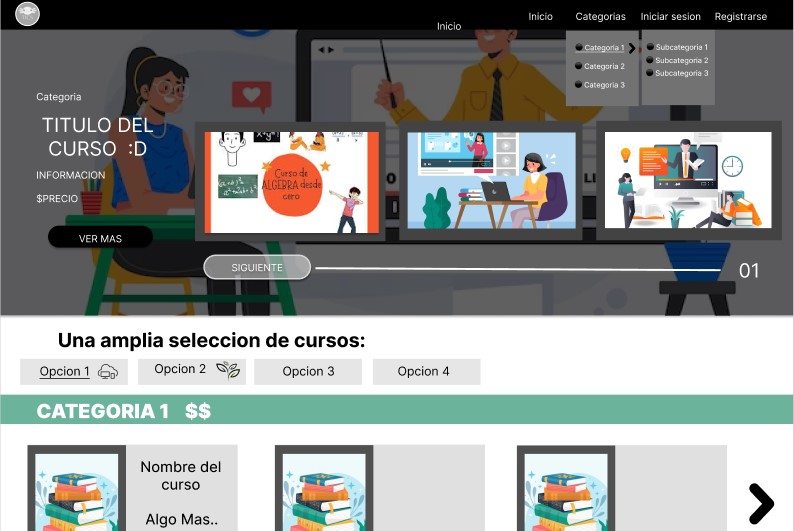 Inicio
Inicio Categorias Iniciar sesion Registrarse
Categoria 1
Categoria 2
Categoria 3
Subcategoria 1
Subcategoria 2
Subcategoria 3
Categoria
TITULO DEL
CURSO :D
INFORMACION
$PRECIO
VER MAS
Curso de
ALGEBRA desde
cero
SIGUIENTE
01
Una amplia seleccion de cursos:
Opcion 1
Opcion 2
Opcion 3
Opcion 4
CATEGORIA 1 $$
Nombre del
curso
Algo Mas..